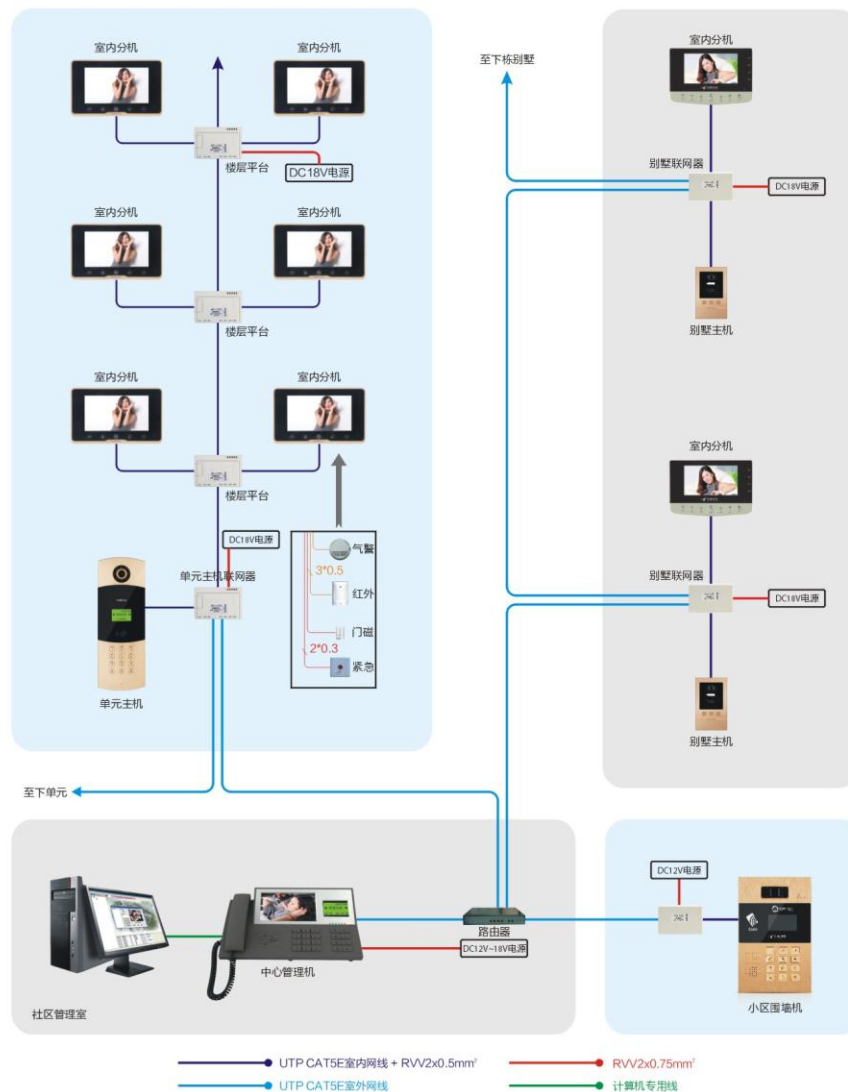 室内分机
室内分机
楼层平台
DC18V电源
室内分机
室内分机
楼层平台
室内分机
室内分机
楼层平台
DC18V电源
单元主机联网器
单元主机
气警
3*0.5
红外
门磁
2*0.3
紧急
至下单元
至下栋别墅
室内分机
别墅联网器
DC18V电源
别墅主机
室内分机
别墅联网器
DC18V电源
别墅主机
社区管理室
中心管理机
路由器
DC12V~18V电源
DC12V电源
小区围墙机
UTP CAT5E室内网线 + RVV2x0.5mm²
RVV2x0.75mm²
UTP CAT5E室外网线
计算机专用线